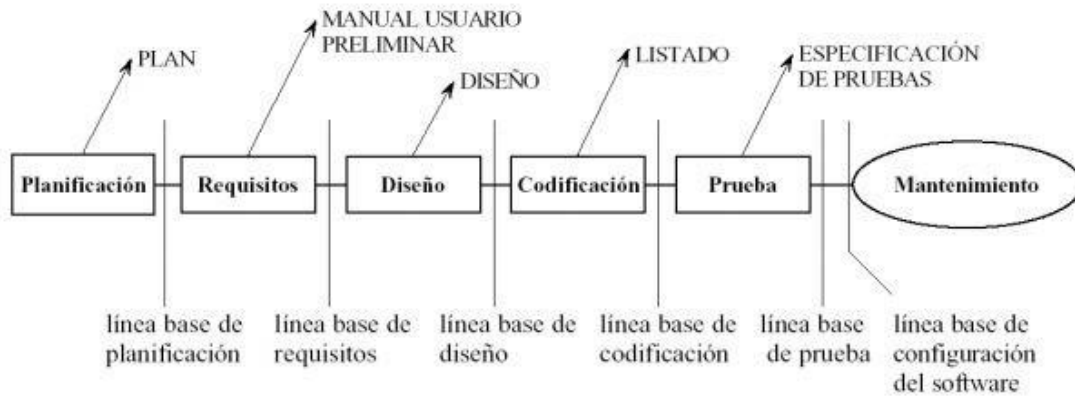 MANUAL USUARIO
PRELIMINAR
PLAN
DISEÑO
LISTADO
ESPECIFICACIÓN
DE PRUEBAS
Planificación
Requisitos
Diseño
Codificación
Prueba
Mantenimiento
línea base de
planificación
línea base de
requisitos
línea base de
diseño
línea base de
codificación
línea base
de prueba
línea base de
configuración
del software